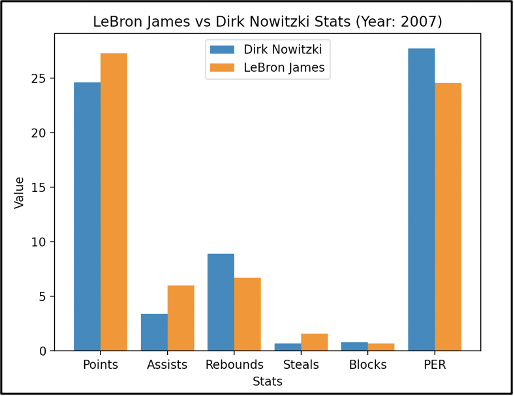 LeBron James vs Dirk Nowitzki Stats (Year: 2007)
Dirk Nowitzki
LeBron James
25
20
15
10
5
0
Value
Points Assists Rebounds Steals Blocks PER
Stats